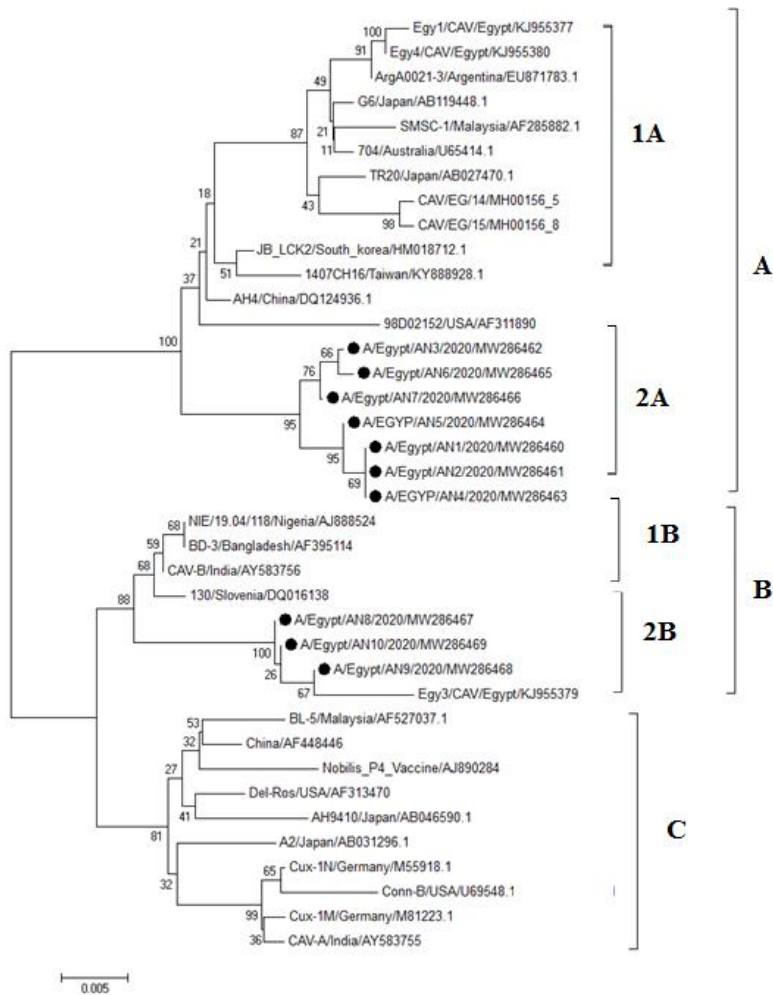 Egy1/CAV/Egypt/KJ955377
100
Egy4/CAV/Egypt/KJ955380
91
ArgA0021-3/Argentina/EU871783.1
49
G6/Japan/AB119448.1
SMSC-1/Malaysia/AF285882.1
21
1A
87
11
704/Australia/U65414.1
TR20/Japan/AB027470.1
43
CAV/EG/14/MH00156_5
18
98
CAV/EG/15/MH00156_8
JB_LCK2/South_korea/HM018712.1
21
51
1407CH16/Taiwan/KY888928.1
A
37
AH4/China/DQ124936.1
98D02152/USA/AF311890
100
A/Egypt/AN3/2020/MW286462
66
A/Egypt/AN6/2020/MW286465
76
A/Egypt/AN7/2020/MW286466
2A
95
A/EGYP/AN5/2020/MW286464
A/Egypt/AN1/2020/MW286460
95
A/Egypt/AN2/2020/MW286461
69
A/EGYP/AN4/2020/MW286463
NIE/19.04/118/Nigeria/AJ888524
68
1B
BD-3/Bangladesh/AF395114
59
CAV-B/India/AY583756
68
130/Slovenia/DQ016138
B
88
A/Egypt/AN8/2020/MW286467
2B
A/Egypt/AN10/2020/MW286469
100
A/Egypt/AN9/2020/MW286468
26
67
Egy3/CAV/Egypt/KJ955379
BL-5/Malaysia/AF527037.1
53
China/AF448446
32
Nobilis_P4_Vaccine/AJ890284
27
Del-Ros/USA/AF313470
41
AH9410/Japan/AB046590.1
C
81
A2/Japan/AB031296.1
Cux-1N/Germany/M55918.1
65
32
Conn-B/USA/U69548.1
99
Cux-1M/Germany/M81223.1
36
CAV-A/India/AY583755
0.005